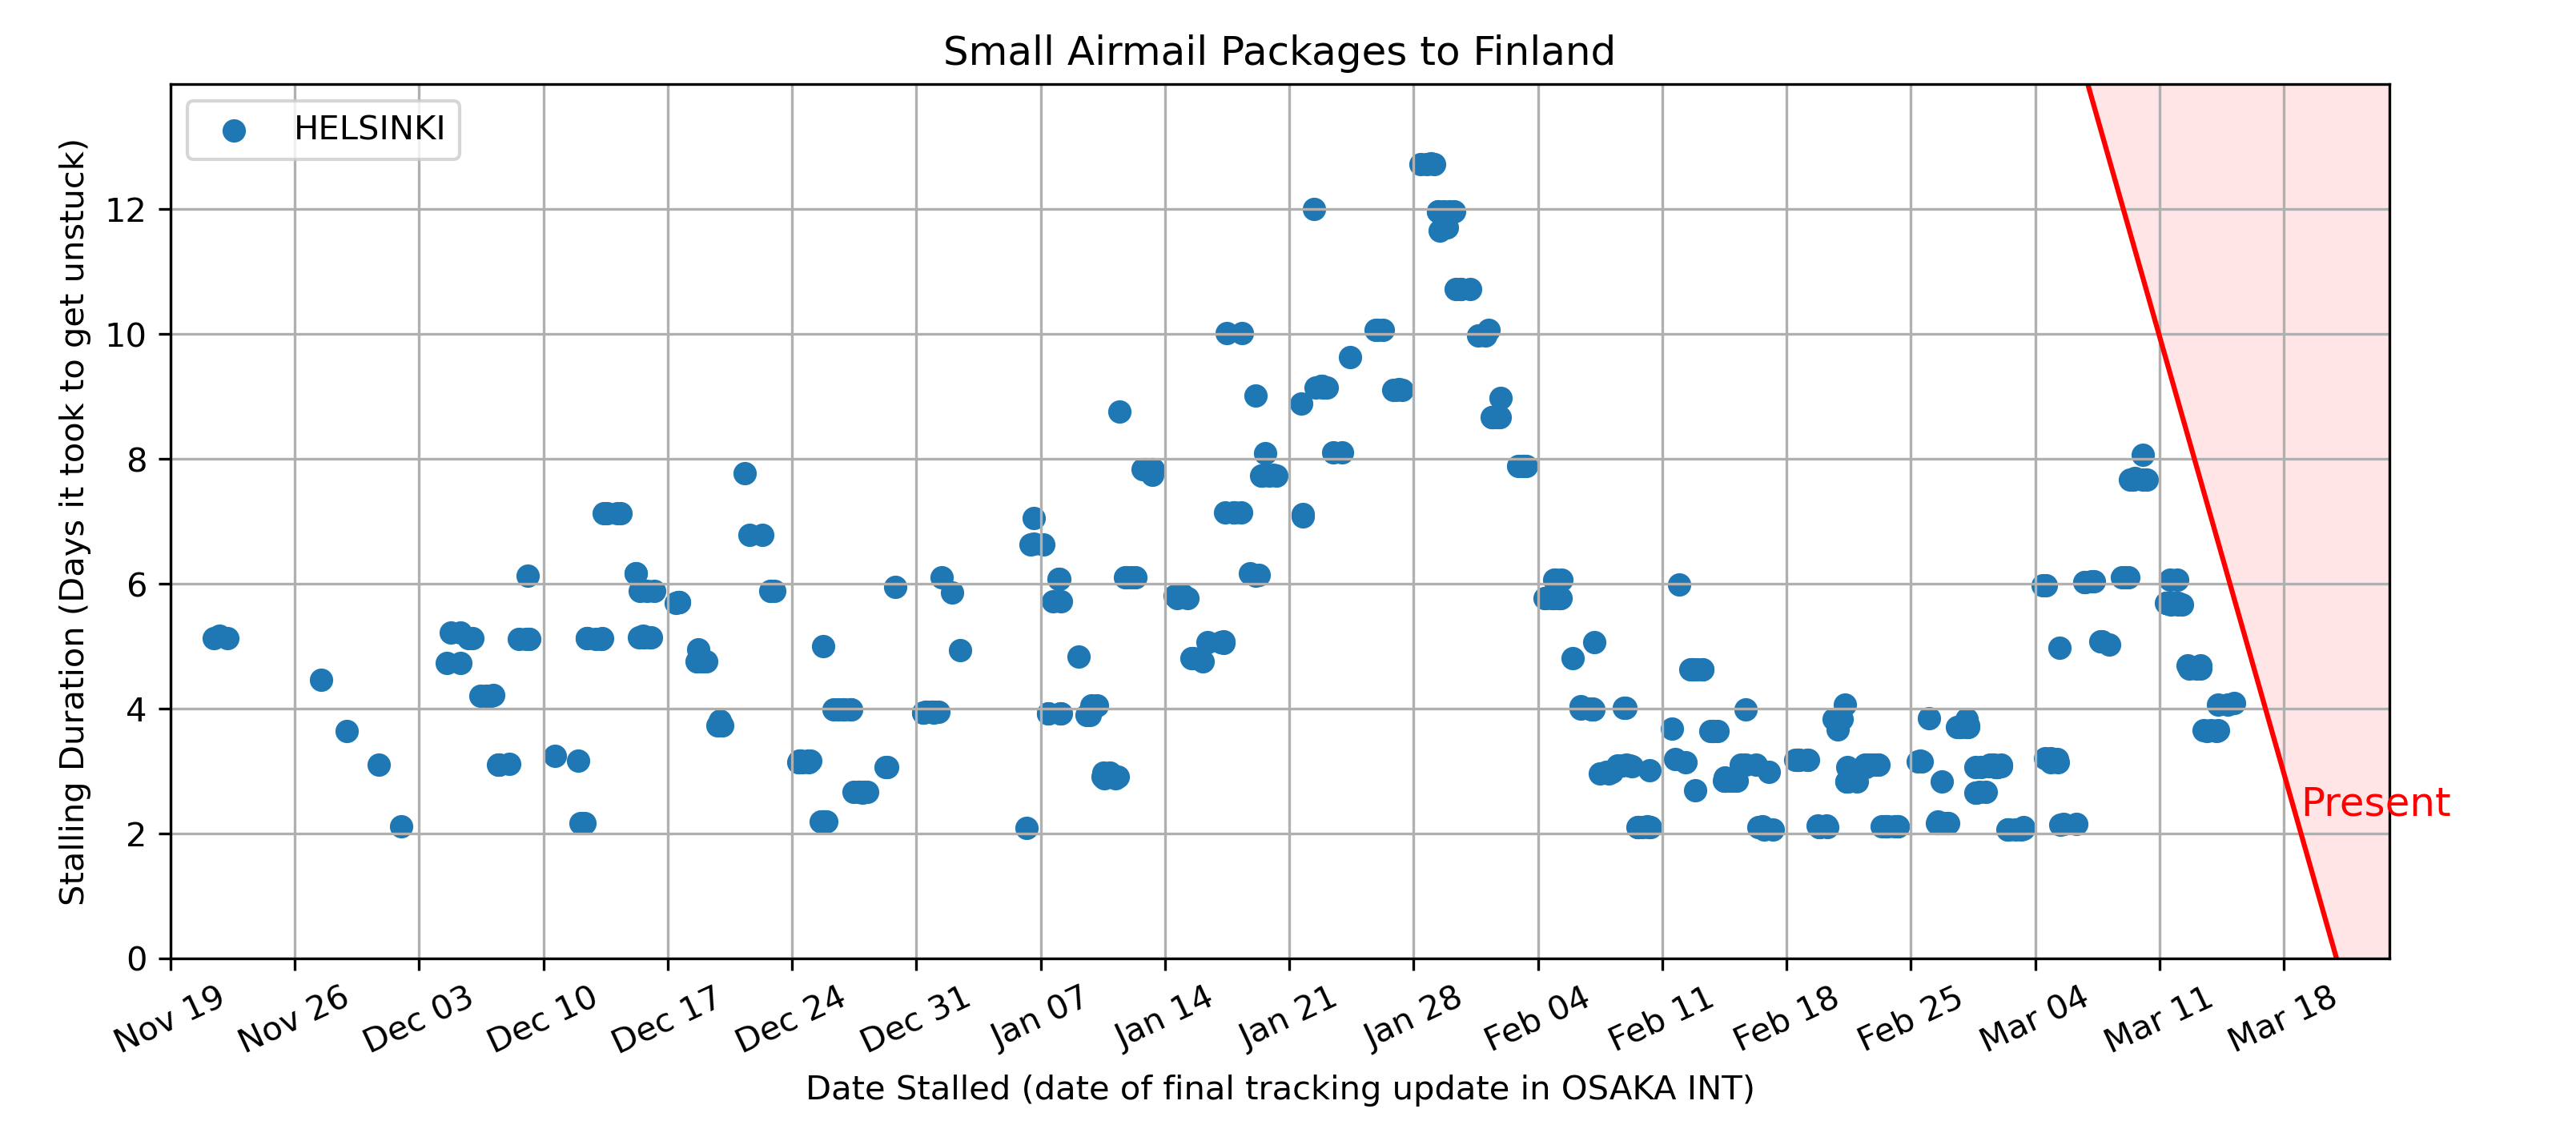 Small Airmail Packages to Finland
HELSINKI
Stalling Duration (Days it took to get unstuck)
12
10
8
6
4
2
0
Present
Nov 19
Nov 26
Dec 03
Dec 10
Dec 17
Dec 24
Dec 31
Jan 07
Jan 14
Jan 21
Jan 28
Feb 04
Feb 11
Feb 18
Feb 25
Mar 04
Mar 11
Mar 18
Date Stalled (date of final tracking update in OSAKA INT)